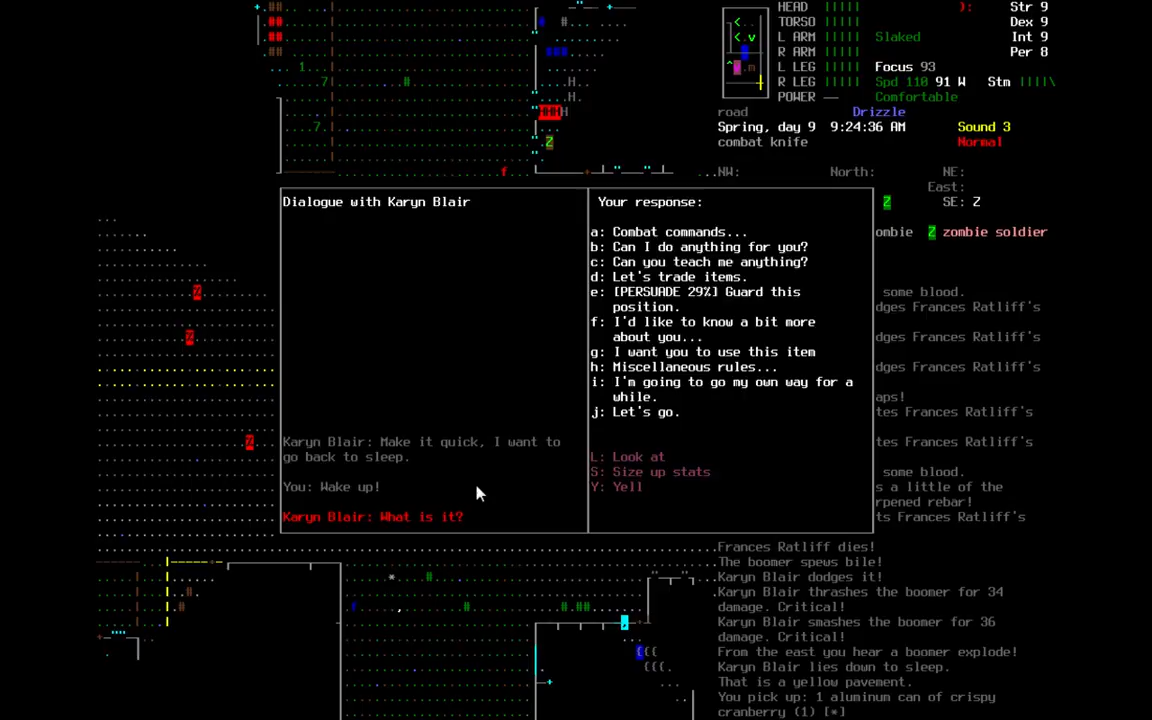 HEAD ||||| ): Str 9
TORSO ||||| Dex 9
L ARM ||||| Slaked Int 9
R ARM ||||| Per 8
L LEG ||||| Focus 93
R LEG ||||| Spd 110 91 W Stm ||||\
POWER — Comfortable
road Drizzle
Spring, day 9 9:24:36 AM Sound 3
combat knife Normal
NW: North: NE:
East:
Z SE: Z
ombie Z zombie soldier
Dialogue with Karyn Blair
Karyn Blair: Make it quick, I want to
go back to sleep.
You: Wake up!
Karyn Blair: What is it?
Your response:
a: Combat commands...
b: Can I do anything for you?
c: Can you teach me anything?
d: Let's trade items.
e: [PERSUADE 29%] Guard this
position.
f: I'd like to know a bit more
about you...
g: I want you to use this item
h: Miscellaneous rules...
i: I'm going to go my own way for a
while.
j: Let's go.
L: Look at
S: Size up stats
Y: Yell
some blood.
dges Frances Ratliff's
dges Frances Ratliff's
dges Frances Ratliff's
aps!
tes Frances Ratliff's
tes Frances Ratliff's
some blood.
s a little of the
rpened rebar!
ts Frances Ratliff's
Frances Ratliff dies!
The boomer spews bile!
Karyn Blair dodges it!
Karyn Blair thrashes the boomer for 34
damage. Critical!
Karyn Blair smashes the boomer for 36
damage. Critical!
From the east you hear a boomer explode!
Karyn Blair lies down to sleep.
That is a yellow pavement.
You pick up: 1 aluminum can of crispy
cranberry (1) [*]